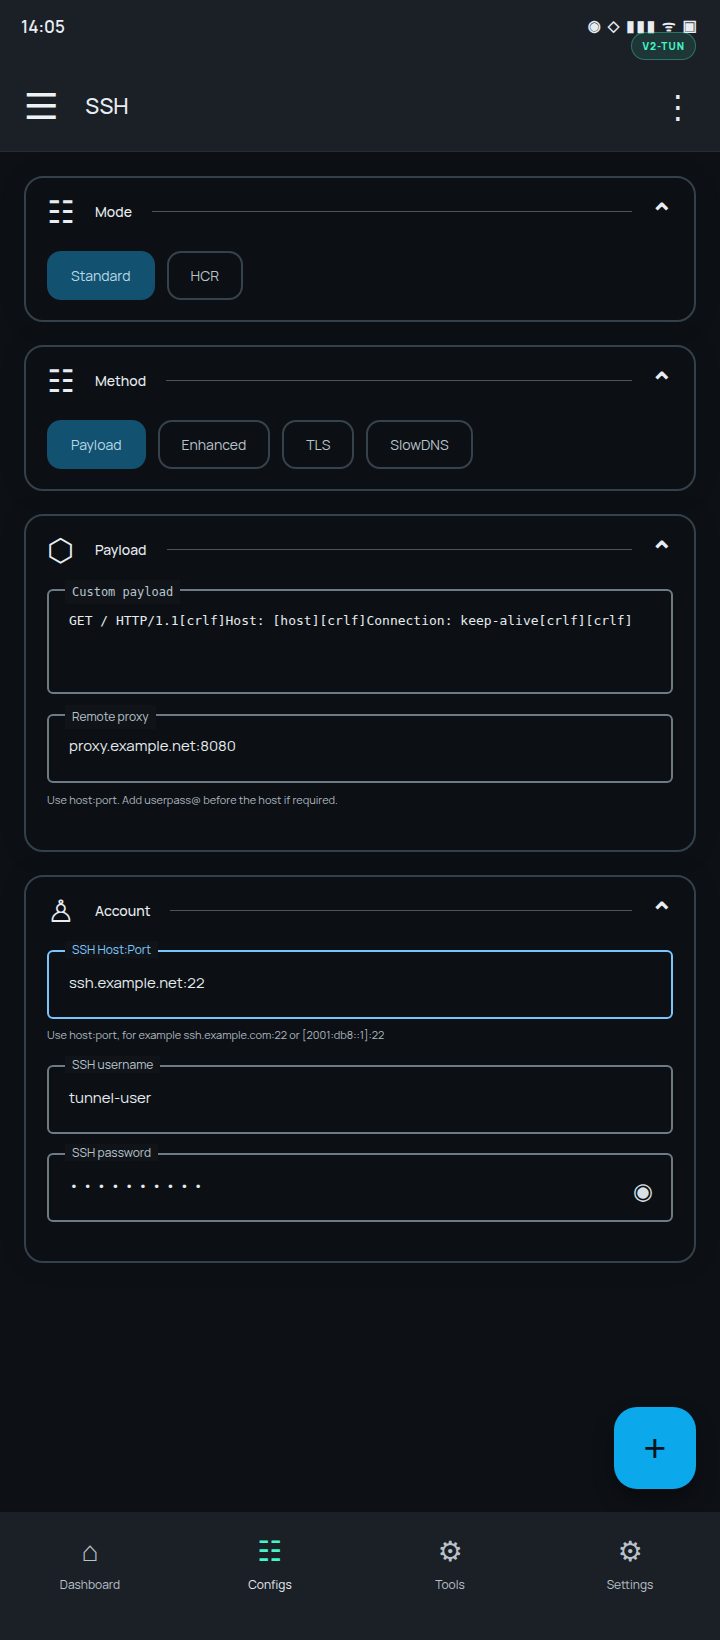 14:05
V2-TUN
SSH
Mode
Standard
HCR
Method
Payload
Enhanced
TLS
SlowDNS
Payload
Custom payload
GET / HTTP/1.1[crlf]Host: [host][crlf]Connection: keep-alive[crlf][crlf]
Remote proxy
proxy.example.net:8080
Use host:port. Add userpass@ before the host if required.
Account
SSH Host:Port
ssh.example.net:22
Use host:port, for example ssh.example.com:22 or [2001:db8::1]:22
SSH username
tunnel-user
SSH password
••••••••••
Dashboard
Configs
Tools
Settings